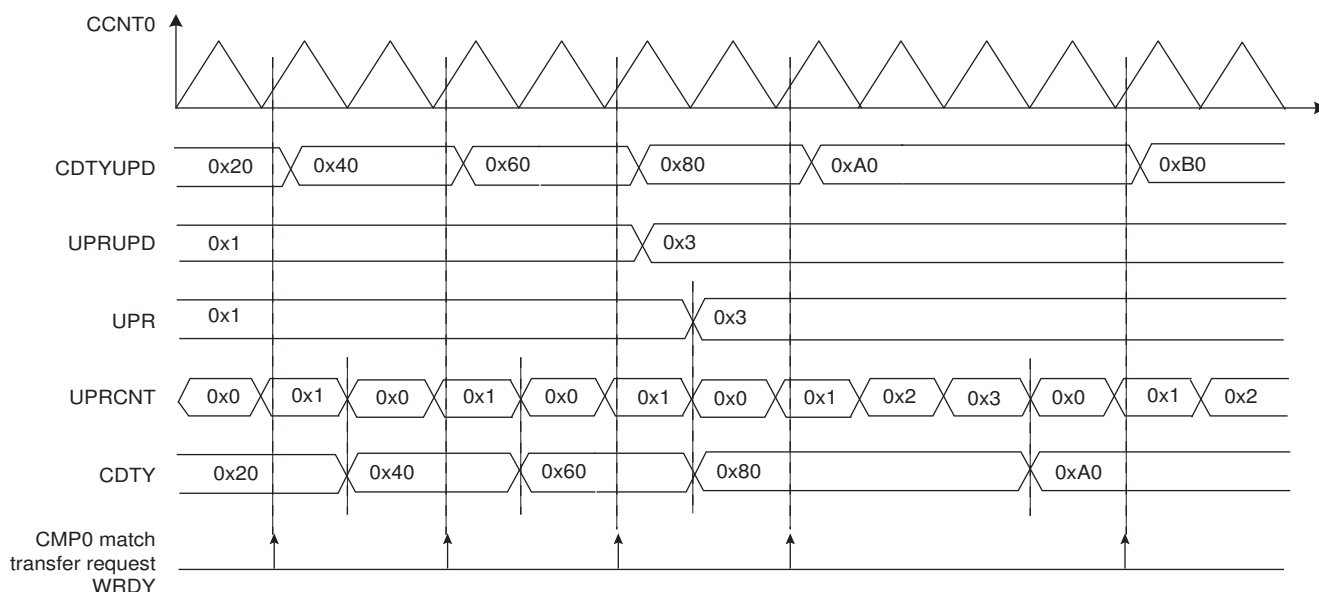 CCNT0
CDTYUPD 0x20 0x40 0x60 0x80 0xA0 0xB0
UPRUPD 0x1 0x3
UPR 0x1 0x3
UPRCNT 0x0 0x1 0x0 0x1 0x0 0x1 0x0 0x1 0x2 0x3 0x0 0x1 0x2
CDTY 0x20 0x40 0x60 0x80 0xA0
CMP0 match
transfer request
WRDY